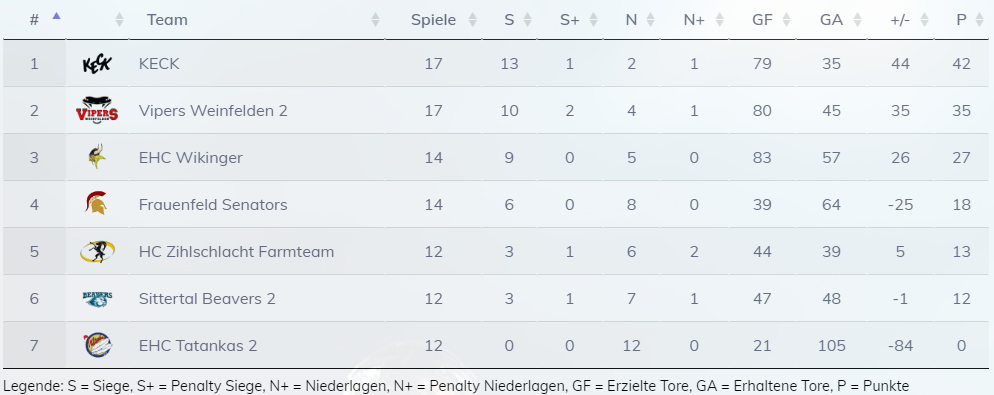 # Team Spiele S S+ N N+ GF GA +/- P
1 KECK KECK 17 13 1 2 1 79 35 44 42
2 VIPERS WEINFELDEN Vipers Weinfelden 2 17 10 2 4 1 80 45 35 35
3 EHC Wikinger 14 9 0 5 0 83 57 26 27
4 Frauenfeld Senators 14 6 0 8 0 39 64 -25 18
5 HC Zihlschlacht Farmteam 12 3 1 6 2 44 39 5 13
6 BEAVERS Sittertal Beavers 2 12 3 1 7 1 47 48 -1 12
7 EHC Tatankas 2 12 0 0 12 0 21 105 -84 0
Legende: S = Siege, S+ = Penalty Siege, N+ = Niederlagen, N+ = Penalty Niederlagen, GF = Erzielte Tore, GA = Erhaltene Tore, P = Punkte